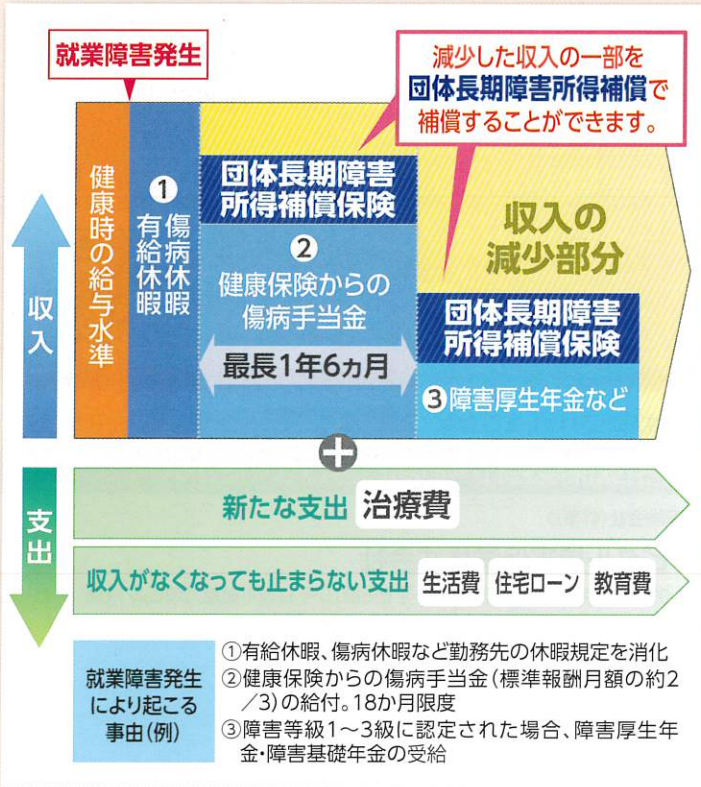 就業障害発生
減少した収入の一部を
団体長期障害所得補償で
補償することができます。
収入
健康時の給与水準
①
傷病休暇
有給休暇
団体長期障害
所得補償保険
②
健康保険からの
傷病手当金
最長1年6ヵ月
収入の
減少部分
団体長期障害
所得補償保険
③障害厚生年金など
+
支出
新たな支出 治療費
収入がなくなっても止まらない支出 生活費 住宅ローン 教育費
就業障害発生
により起こる
事由(例)
①有給休暇、傷病休暇など勤務先の休暇規定を消化
②健康保険からの傷病手当金(標準報酬月額の約2
/3)の給付。18か月限度
③障害等級1~3級に認定された場合、障害厚生年
金・障害基礎年金の受給